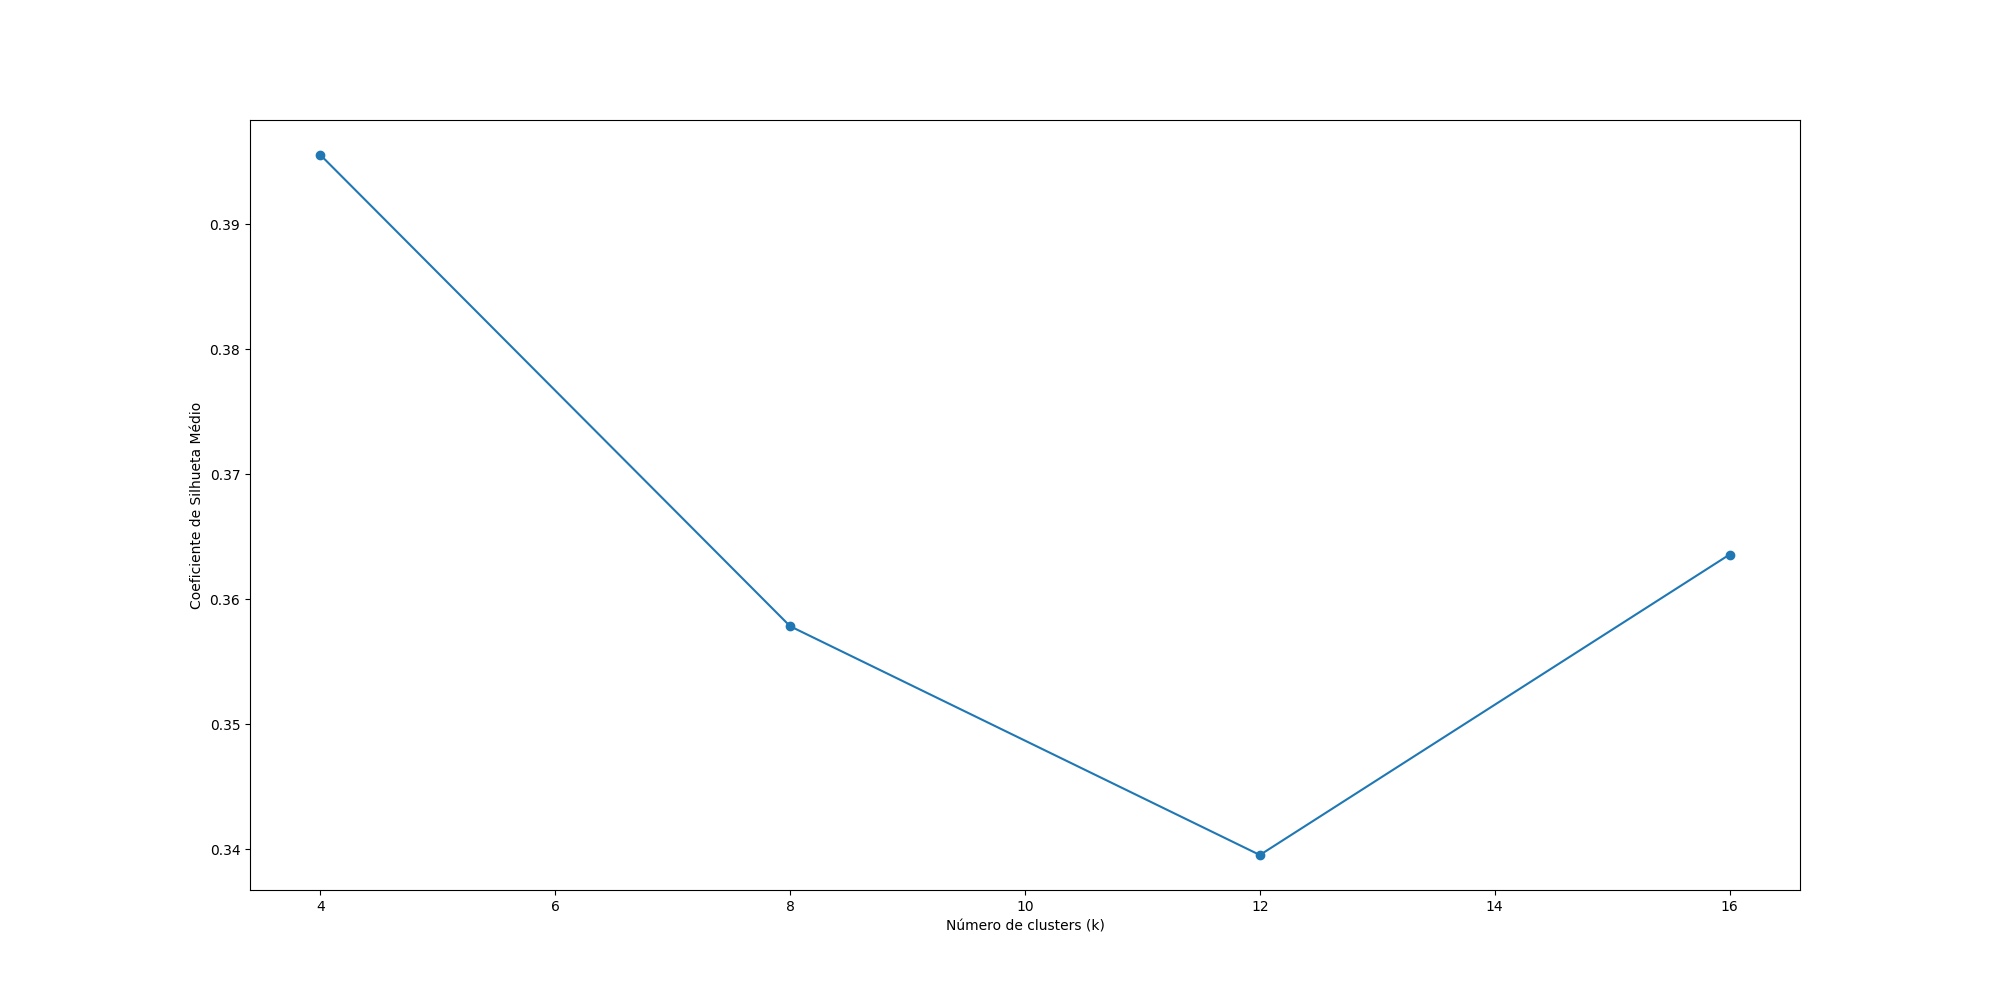 0.39
0.38
0.37
0.36
0.35
0.34
Coeficiente de Silhueta Médio
4 6 8 10 12 14 16
Número de clusters (k)